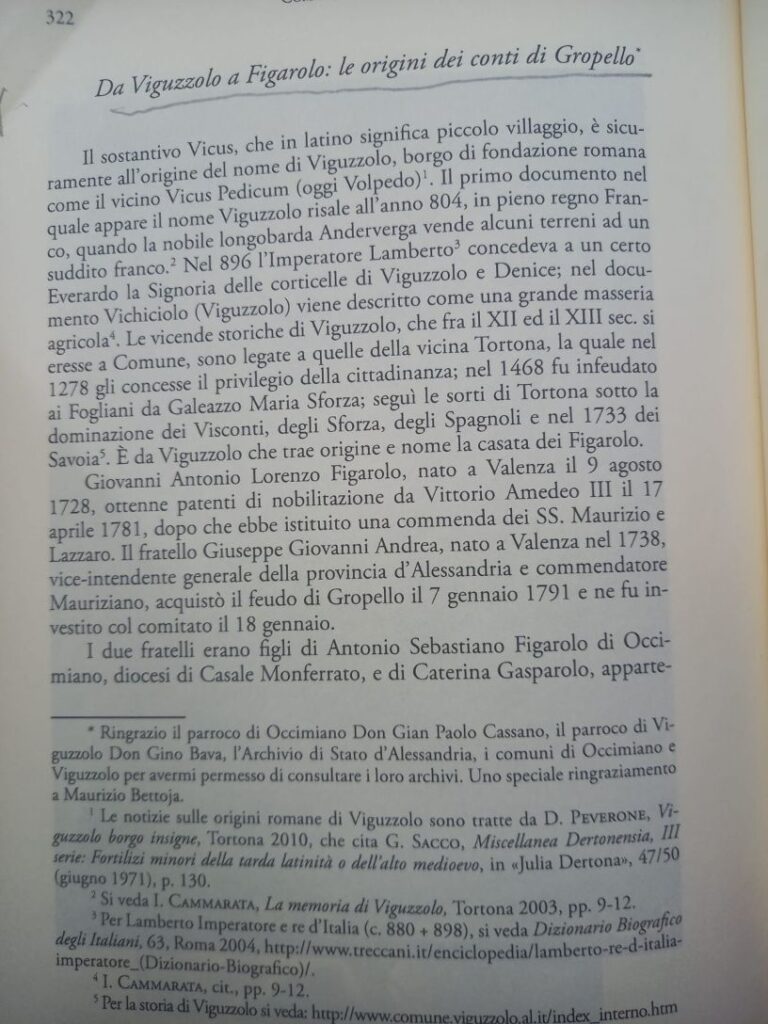 322
Da Viguzzolo a Figarolo: le origini dei conti di Gropello*
Il sostantivo Vicus, che in latino significa piccolo villaggio, è sicu-
ramente all'origine del nome di Viguzzolo, borgo di fondazione romana
come il vicino Vicus Pedicum (oggi Volpedo)¹. Il primo documento nel
quale appare il nome Viguzzolo risale all'anno 804, in pieno regno Fran-
co, quando la nobile longobarda Anderverga vende alcuni terreni ad un
suddito franco.² Nel 896 l'Imperatore Lamberto³ concedeva a un certo
Everardo la Signoria delle corticelle di Viguzzolo e Denice; nel docu-
mento Vichiciolo (Viguzzolo) viene descritto come una grande masseria
agricola⁴. Le vicende storiche di Viguzzolo, che fra il XII ed il XIII sec. si
eresse a Comune, sono legate a quelle della vicina Tortona, la quale nel
1278 gli concesse il privilegio della cittadinanza; nel 1468 fu infeudato
ai Fogliani da Galeazzo Maria Sforza; seguì le sorti di Tortona sotto la
dominazione dei Visconti, degli Sforza, degli Spagnoli e nel 1733 dei
Savoia⁵. È da Viguzzolo che trae origine e nome la casata dei Figarolo.
Giovanni Antonio Lorenzo Figarolo, nato a Valenza il 9 agosto
1728, ottenne patenti di nobilitazione da Vittorio Amedeo III il 17
aprile 1781, dopo che ebbe istituito una commenda dei SS. Maurizio e
Lazzaro. Il fratello Giuseppe Giovanni Andrea, nato a Valenza nel 1738,
vice-intendente generale della provincia d'Alessandria e commendatore
Mauriziano, acquistò il feudo di Gropello il 7 gennaio 1791 e ne fu in-
vestito col comitato il 18 gennaio.
I due fratelli erano figli di Antonio Sebastiano Figarolo di Occi-
miano, diocesi di Casale Monferrato, e di Caterina Gasparolo, apparte-
* Ringrazio il parroco di Occimiano Don Gian Paolo Cassano, il parroco di Vi-
guzzolo Don Gino Bava, l'Archivio di Stato d'Alessandria, i comuni di Occimiano e
Viguzzolo per avermi permesso di consultare i loro archivi. Uno speciale ringraziamento
a Maurizio Bettoja.
¹ Le notizie sulle origini romane di Viguzzolo sono tratte da D. PEVERONE, Vi-
guzzolo borgo insigne, Tortona 2010, che cita G. SACCO, Miscellanea Dertonensia, III
serie: Fortilizi minori della tarda latinità o dell'alto medioevo, in «Julia Dertona», 47/50
(giugno 1971), p. 130.
² Si veda I. CAMMARATA, La memoria di Viguzzolo, Tortona 2003, pp. 9-12.
³ Per Lamberto Imperatore e re d'Italia (c. 880 + 898), si veda Dizionario Biografico
degli Italiani, 63, Roma 2004, http://www.treccani.it/enciclopedia/lamberto-re-d-italia-
imperatore_(Dizionario-Biografico)/.
⁴ I. CAMMARATA, cit., pp. 9-12.
⁵ Per la storia di Viguzzolo si veda: http://www.comune.viguzzolo.al.it/index_interno.htm